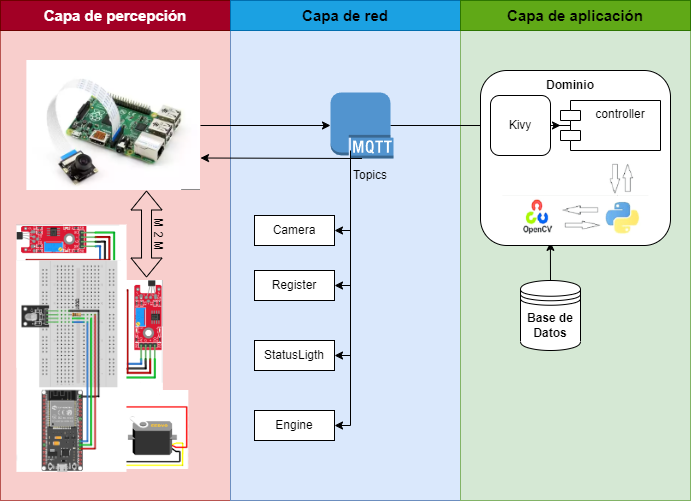 Capa de percepción
Capa de red
Capa de aplicación
MQTT
Topics
Camera
Register
StatusLigth
Engine
Dominio
Kivy
controller
OpenCV
Base de
Datos
M 2 M